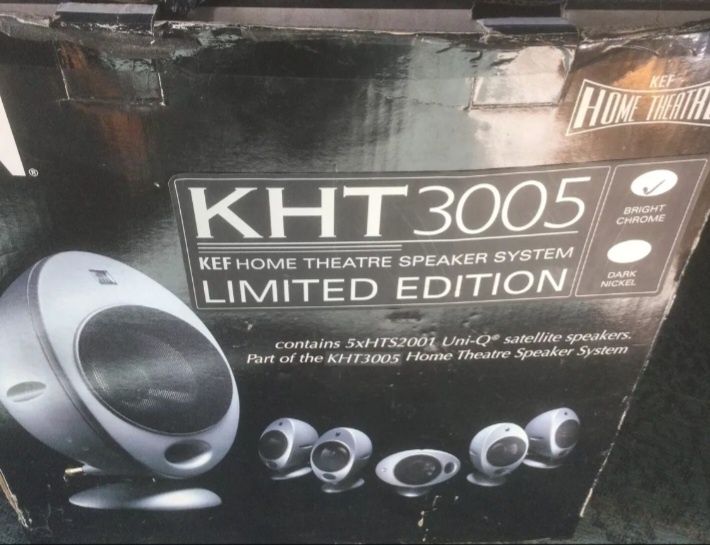 KEF
HOME THEATRE
KHT3005
KEF HOME THEATRE SPEAKER SYSTEM
LIMITED EDITION
BRIGHT
CHROME
DARK
NICKEL
contains 5xHTS2001 Uni-Q® satellite speakers.
Part of the KHT3005 Home Theatre Speaker System
®